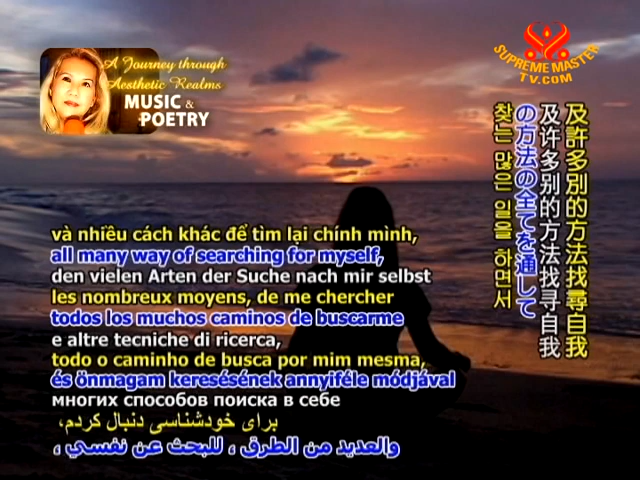 A Journey through
Aesthetic Realms
MUSIC &
POETRY
SUPREME MASTER
TV.COM
及許多別的方法找尋自我
及许多别的方法找寻自我
の方法の全てを通して
찾는 많은 일을 하면서
và nhiều cách khác để tìm lại chính mình,
all many way of searching for myself,
den vielen Arten der Suche nach mir selbst
les nombreux moyens, de me chercher
todos los muchos caminos de buscarme
e altre tecniche di ricerca,
todo o caminho de busca por mim mesma,
és önmagam keresésének annyiféle módjával
многих способов поиска в себе
برای خودشناسی دنبال کردم،
والعديد من الطرق ، للبحث عن نفسي ،